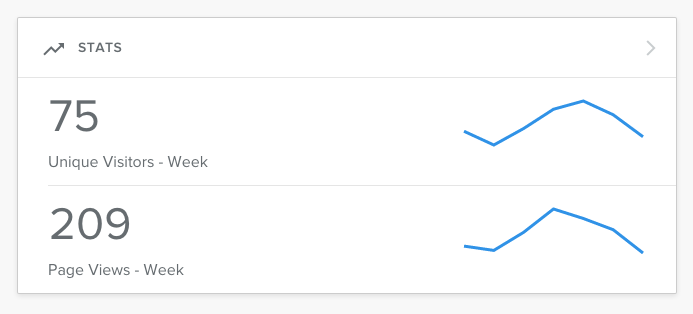 STATS
75
Unique Visitors - Week
209
Page Views - Week